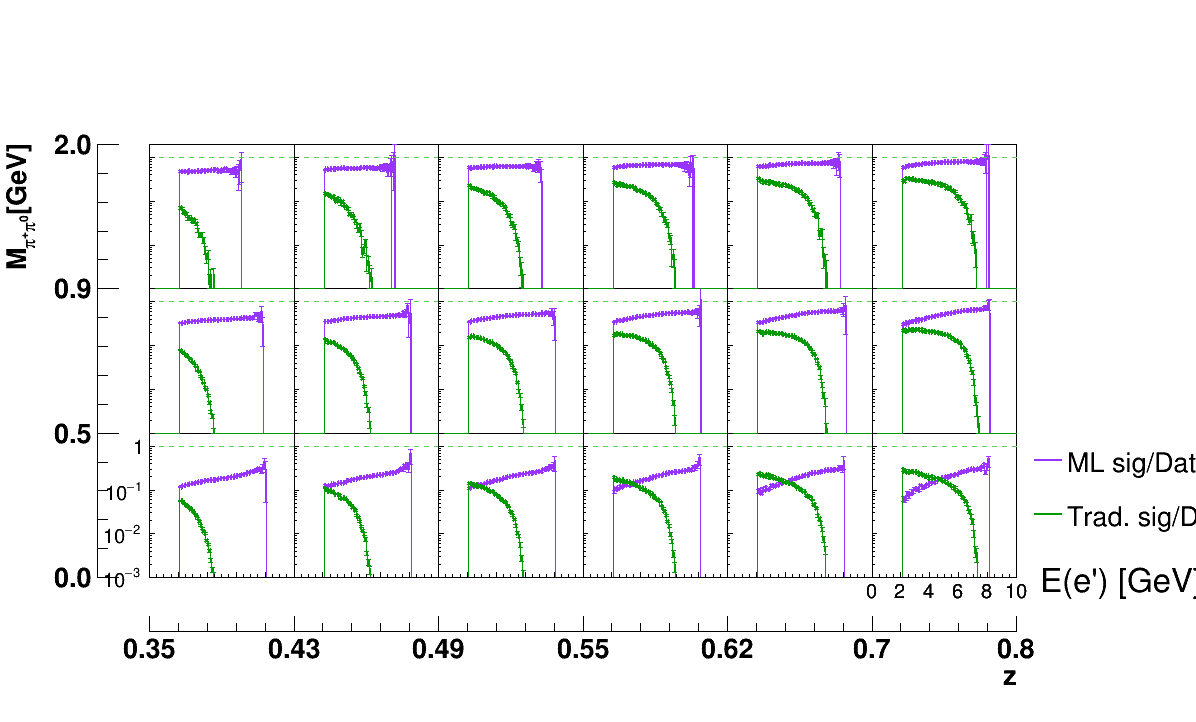 2.0
M_{π⁺π⁰}[GeV]
0.9
0.5
1
10⁻¹
10⁻²
0.0
10⁻³
ML sig/Dat
Trad. sig/D
0 2 4 6 8 10
E(e') [GeV]
0.35 0.43 0.49 0.55 0.62 0.7 0.8
z